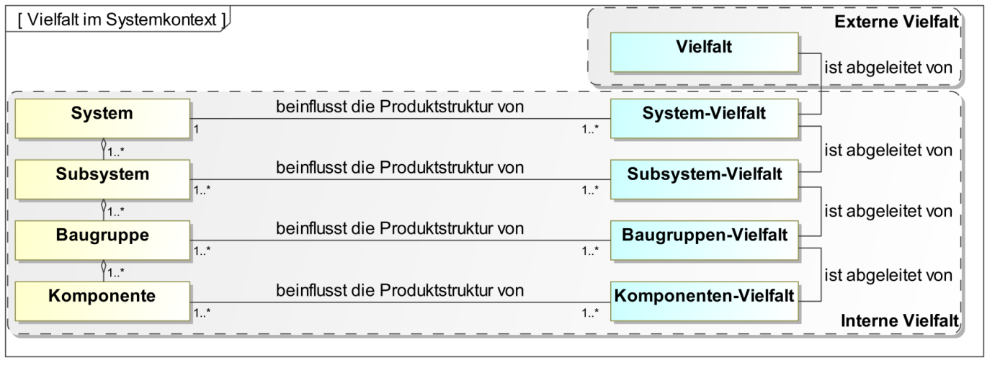 [ Vielfalt im Systemkontext ]
Externe Vielfalt
Vielfalt
ist abgeleitet von
System
beinflusst die Produktstruktur von
System-Vielfalt
1
1..*
1..*
ist abgeleitet von
Subsystem
beinflusst die Produktstruktur von
Subsystem-Vielfalt
1..*
1..*
1..*
ist abgeleitet von
Baugruppe
beinflusst die Produktstruktur von
Baugruppen-Vielfalt
1..*
1..*
1..*
ist abgeleitet von
Komponente
beinflusst die Produktstruktur von
Komponenten-Vielfalt
1..*
1..*
Interne Vielfalt